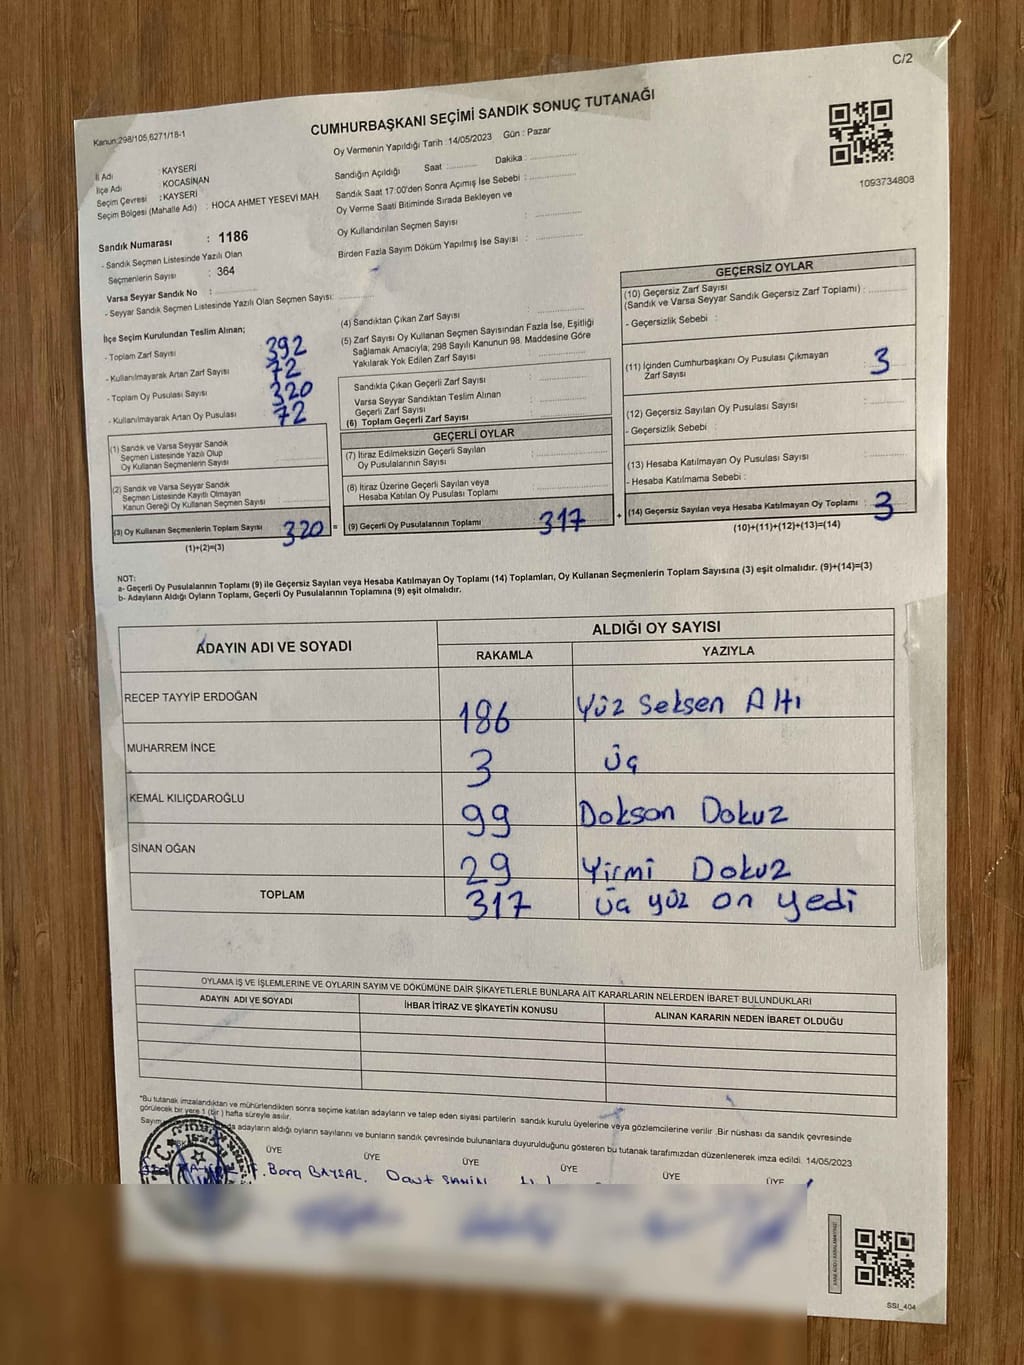 C/2
Kanun:298/105,6271/18-1
CUMHURBAŞKANI SEÇİMİ SANDIK SONUÇ TUTANAĞI
1093734808
İl Adı : KAYSERİ
İlçe Adı : KOCASİNAN
Seçim Çevresi : KAYSERİ
Seçim Bölgesi (Mahalle Adı) : HOCA AHMET YESEVİ MAH
Sandık Numarası : 1186
- Sandık Seçmen Listesinde Yazılı Olan
Seçmenlerin Sayısı : 364
Varsa Seyyar Sandık No :
- Seyyar Sandık Seçmen Listesinde Yazılı Olan Seçmen Sayısı:
Oy Vermenin Yapıldığı Tarih : 14/05/2023 Gün : Pazar
Sandığın Açıldığı Saat Dakika :
Sandık Saat 17:00'den Sonra Açımış İse Sebebi :
Oy Verme Saati Bitiminde Sırada Bekleyen ve
Oy Kullandırılan Seçmen Sayısı :
Birden Fazla Sayım Döküm Yapılmış İse Sayısı :
İlçe Seçim Kurulundan Teslim Alınan;
- Toplam Zarf Sayısı 392
- Kullanılmayarak Artan Zarf Sayısı 72
- Toplam Oy Pusulası Sayısı 320
- Kullanılmayarak Artan Oy Pusulası 72
(1) Sandık ve Varsa Seyyar Sandık
Seçmen Listesinde Yazılı Olup
Oy Kullanan Seçmenlerin Sayısı
(2) Sandık ve Varsa Seyyar Sandık
Seçmen Listesinde Kayıtlı Olmayan
Kanun Gereği Oy Kullanan Seçmen Sayısı
(3) Oy Kullanan Seçmenlerin Toplam Sayısı 320 =
(1)+(2)=(3)
(4) Sandıktan Çıkan Zarf Sayısı :
(5) Zarf Sayısı Oy Kullanan Seçmen Sayısından Fazla İse, Eşitliği
Sağlamak Amacıyla; 298 Sayılı Kanunun 98. Maddesine Göre
Yakılarak Yok Edilen Zarf Sayısı :
Sandıkta Çıkan Geçerli Zarf Sayısı :
Varsa Seyyar Sandıktan Teslim Alınan
Geçerli Zarf Sayısı :
(6) Toplam Geçerli Zarf Sayısı :
GEÇERLİ OYLAR
(7) İtiraz Edilmeksizin Geçerli Sayılan
Oy Pusulalarının Sayısı :
(8) İtiraz Üzerine Geçerli Sayılan veya
Hesaba Katılan Oy Pusulası Toplamı :
(9) Geçerli Oy Pusulalarının Toplamı : 317 +
GEÇERSİZ OYLAR
(10) Geçersiz Zarf Sayısı
(Sandık ve Varsa Seyyar Sandık Geçersiz Zarf Toplamı) :
- Geçersizlik Sebebi :
(11) İçinden Cumhurbaşkanı Oy Pusulası Çıkmayan
Zarf Sayısı 3
(12) Geçersiz Sayılan Oy Pusulası Sayısı :
- Geçersizlik Sebebi :
(13) Hesaba Katılmayan Oy Pusulası Sayısı :
- Hesaba Katılmama Sebebi :
(14) Geçersiz Sayılan veya Hesaba Katılmayan Oy Toplamı : 3
(10)+(11)+(12)+(13)=(14)
NOT:
a- Geçerli Oy Pusulalarının Toplamı (9) ile Geçersiz Sayılan veya Hesaba Katılmayan Oy Toplamı (14) Toplamları, Oy Kullanan Seçmenlerin Toplam Sayısına (3) eşit olmalıdır. (9)+(14)=(3)
b- Adayların Aldığı Oyların Toplamı, Geçerli Oy Pusulalarının Toplamına (9) eşit olmalıdır.
ADAYIN ADI VE SOYADI ALDIĞI OY SAYISI
RAKAMLA YAZIYLA
RECEP TAYYİP ERDOĞAN 186 Yüz Seksen Altı
MUHARREM İNCE 3 üç
KEMAL KILIÇDAROĞLU 99 Doksan Dokuz
SİNAN OĞAN 29 Yirmi Dokuz
TOPLAM 317 üç yüz on yedi
OYLAMA İŞ VE İŞLEMLERİNE VE OYLARIN SAYIM VE DÖKÜMÜNE DAİR ŞİKAYETLERLE BUNLARA AİT KARARLARIN NELERDEN İBARET BULUNDUKLARI
ADAYIN ADI VE SOYADI İHBAR İTİRAZ VE ŞİKAYETİN KONUSU ALINAN KARARIN NEDEN İBARET OLDUĞU
*Bu tutanak imzalandıktan ve mühürlendikten sonra seçime katılan adayların ve talep eden siyasi partilerin sandık kurulu üyelerine veya gözlemcilerine verilir .Bir nüshası da sandık çevresinde
görülecek bir yere 1 (bir ) hafta süreyle asılır.
Sayım adayların aldığı oyların sayılarını ve bunların sandık çevresinde bulunanlara duyurulduğunu gösteren bu tutanak tarafımızdan düzenlenerek imza edildi. 14/05/2023
ÜYE ÜYE ÜYE ÜYE ÜYE ÜYE
F. Bora BAYSAL. Davut ŞAHİN
SSI_404